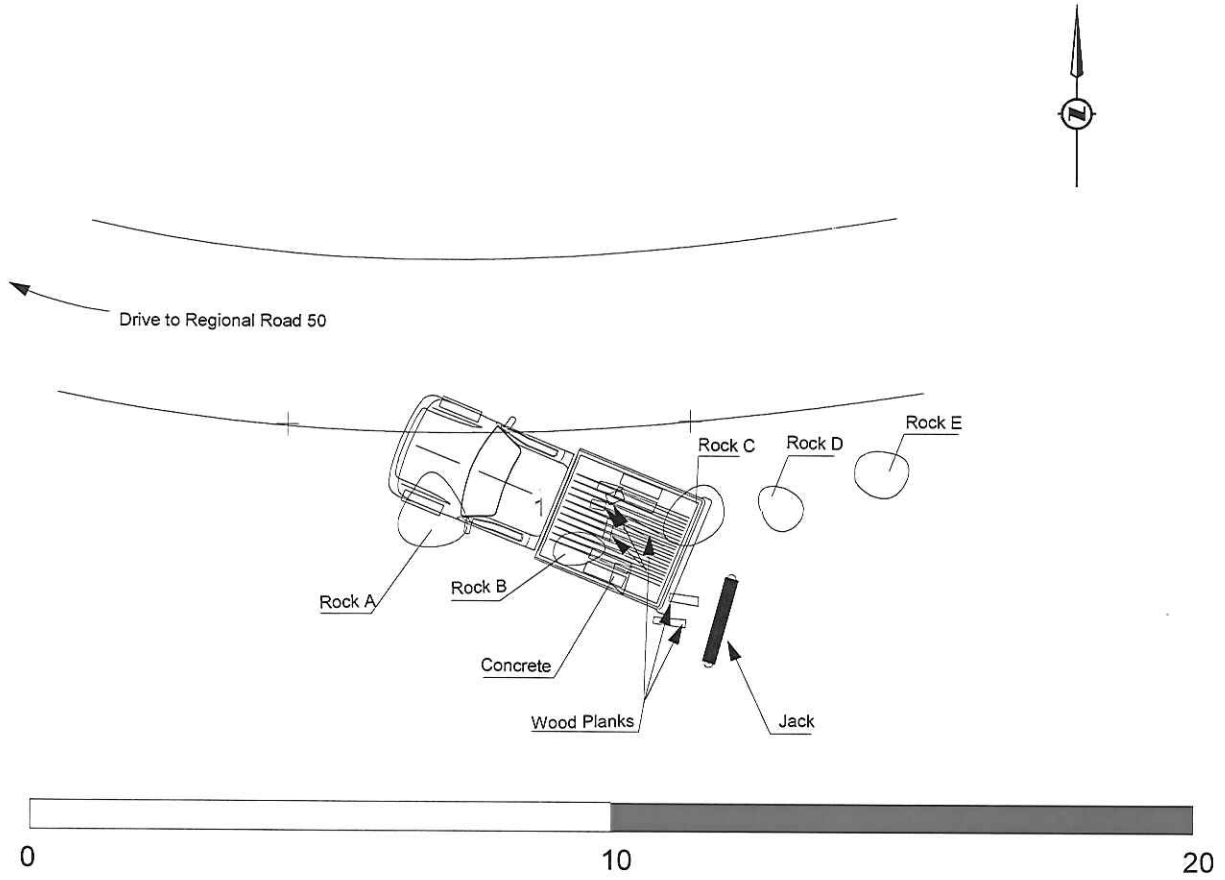 N
Drive to Regional Road 50
Rock E
Rock D
Rock C
1
Rock B
Rock A
Concrete
Wood Planks
Jack
0 10 20